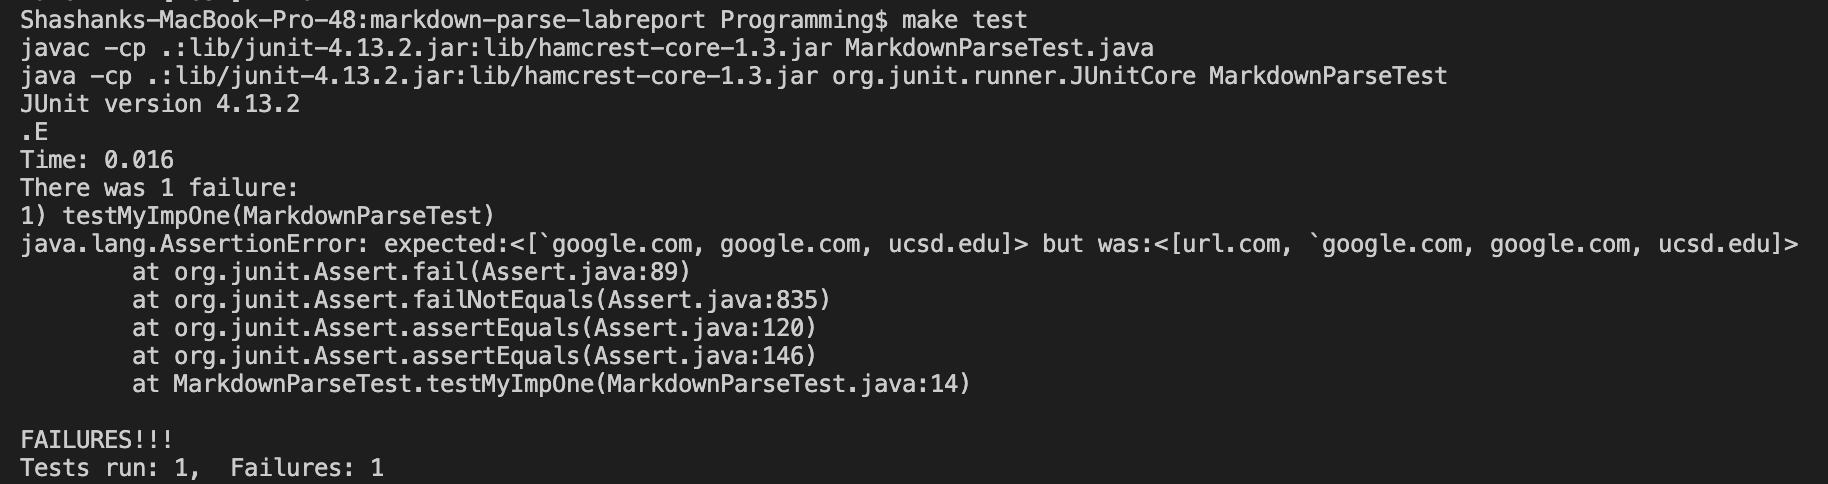 Shashanks-MacBook-Pro-48:markdown-parse-labreport Programming$ make test
javac -cp .:lib/junit-4.13.2.jar:lib/hamcrest-core-1.3.jar MarkdownParseTest.java
java -cp .:lib/junit-4.13.2.jar:lib/hamcrest-core-1.3.jar org.junit.runner.JUnitCore MarkdownParseTest
JUnit version 4.13.2
.E
Time: 0.016
There was 1 failure:
1) testMyImpOne(MarkdownParseTest)
java.lang.AssertionError: expected:<[`google.com, google.com, ucsd.edu]> but was:<[url.com, `google.com, google.com, ucsd.edu]>
        at org.junit.Assert.fail(Assert.java:89)
        at org.junit.Assert.failNotEquals(Assert.java:835)
        at org.junit.Assert.assertEquals(Assert.java:120)
        at org.junit.Assert.assertEquals(Assert.java:146)
        at MarkdownParseTest.testMyImpOne(MarkdownParseTest.java:14)

FAILURES!!!
Tests run: 1,  Failures: 1